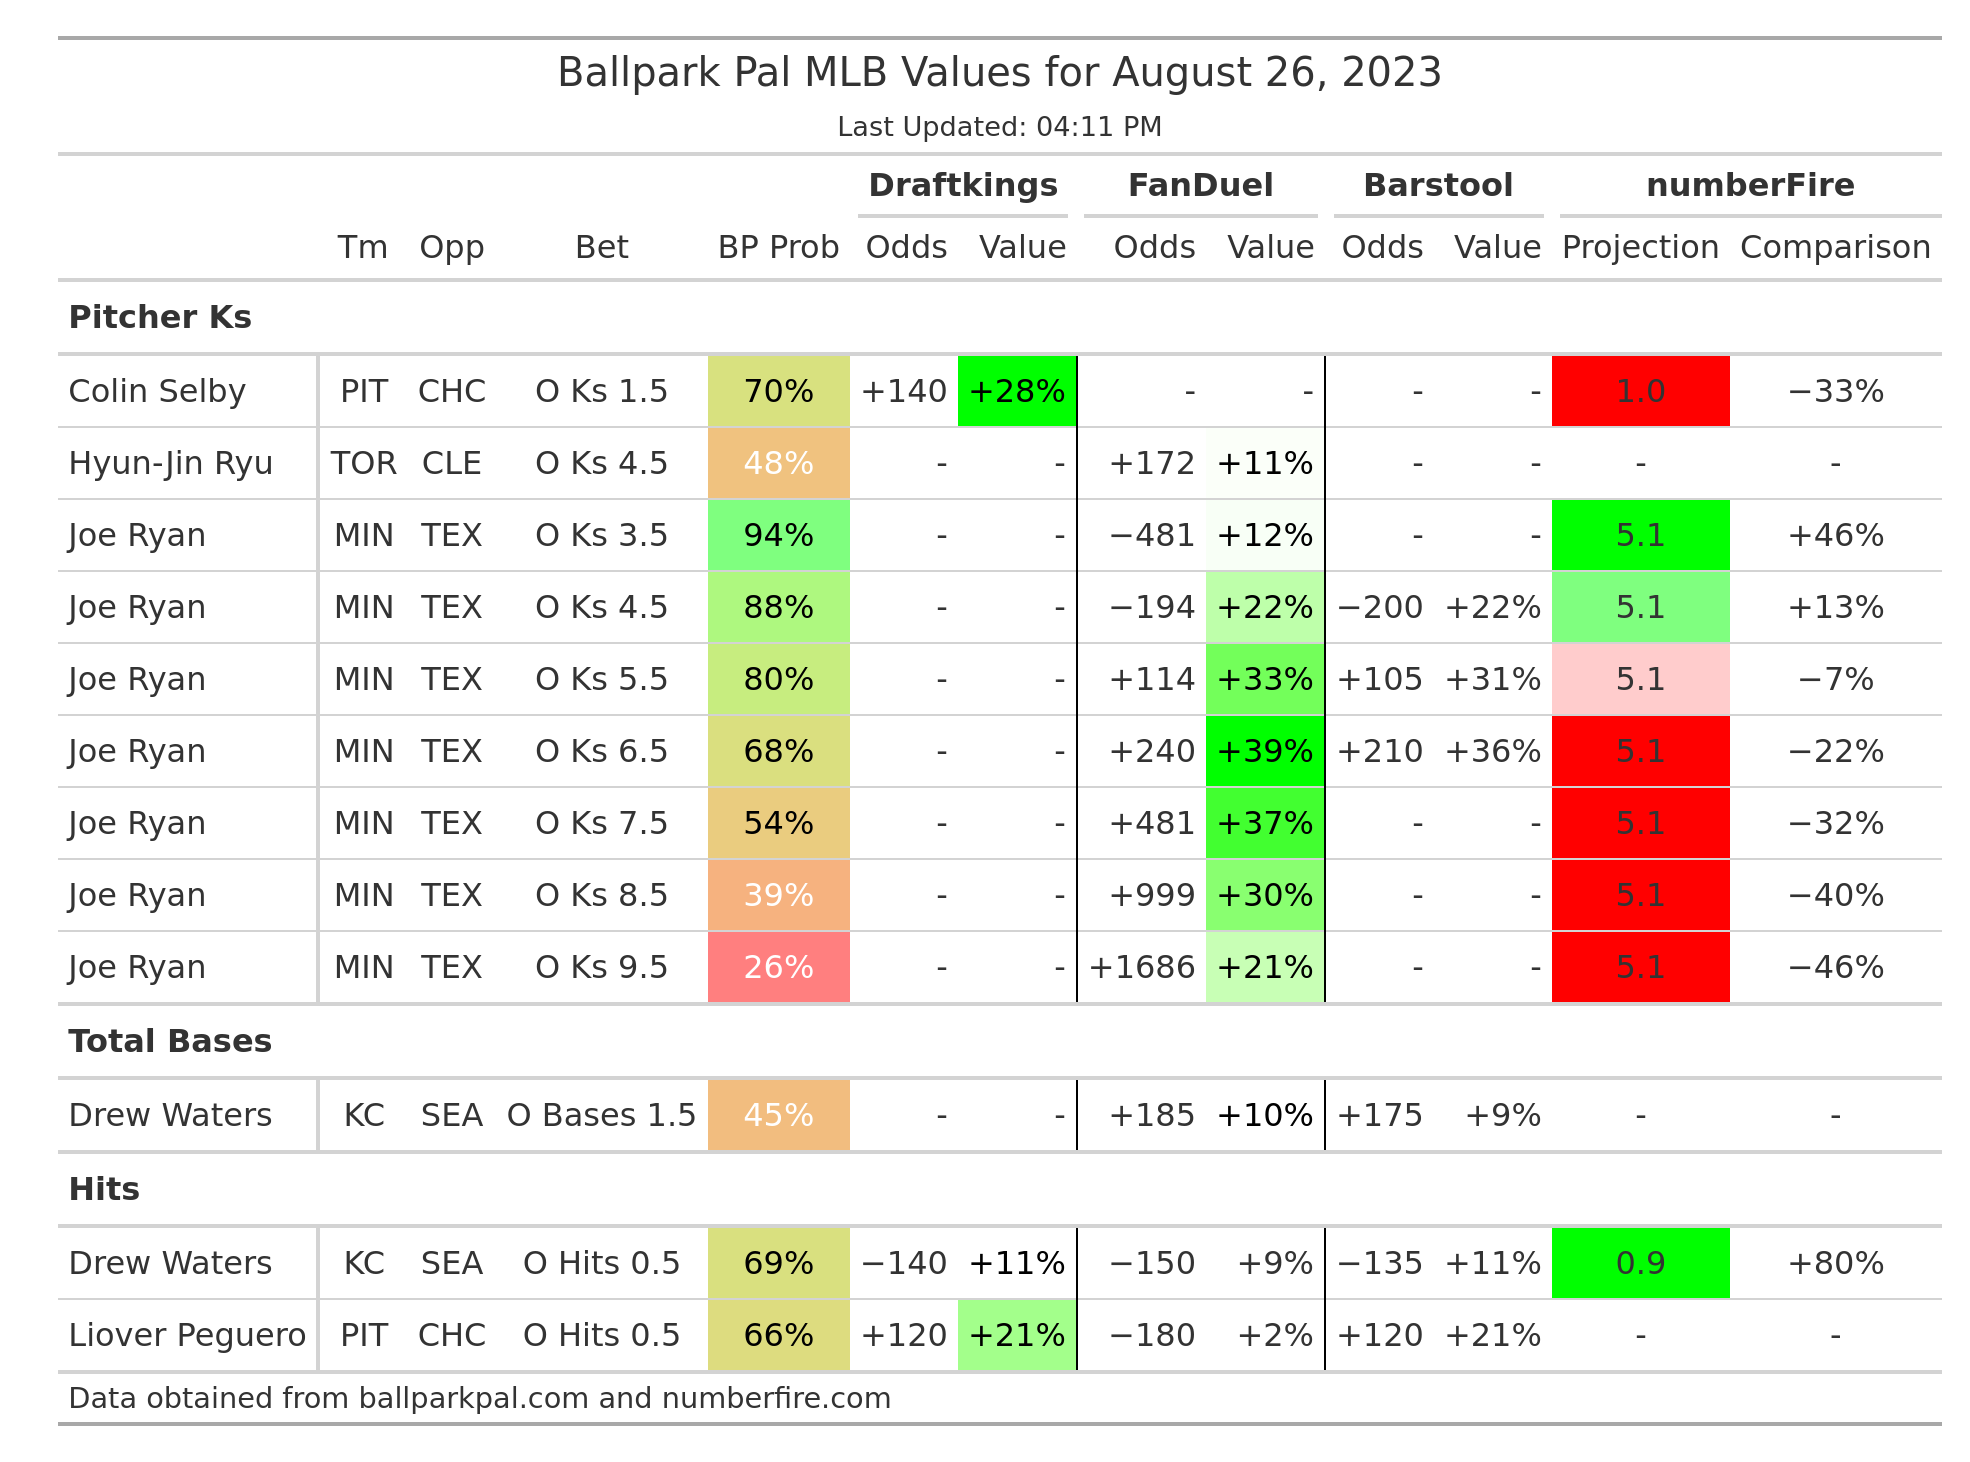 Ballpark Pal MLB Values for August 26, 2023
Last Updated: 04:11 PM
Draftkings FanDuel Barstool numberFire
Tm Opp Bet BP Prob Odds Value Odds Value Odds Value Projection Comparison
Pitcher Ks
Colin Selby PIT CHC O Ks 1.5 70% +140 +28% - - - - 1.0 −33%
Hyun-Jin Ryu TOR CLE O Ks 4.5 48% - - +172 +11% - - - -
Joe Ryan MIN TEX O Ks 3.5 94% - - −481 +12% - - 5.1 +46%
Joe Ryan MIN TEX O Ks 4.5 88% - - −194 +22% −200 +22% 5.1 +13%
Joe Ryan MIN TEX O Ks 5.5 80% - - +114 +33% +105 +31% 5.1 −7%
Joe Ryan MIN TEX O Ks 6.5 68% - - +240 +39% +210 +36% 5.1 −22%
Joe Ryan MIN TEX O Ks 7.5 54% - - +481 +37% - - 5.1 −32%
Joe Ryan MIN TEX O Ks 8.5 39% - - +999 +30% - - 5.1 −40%
Joe Ryan MIN TEX O Ks 9.5 26% - - +1686 +21% - - 5.1 −46%
Total Bases
Drew Waters KC SEA O Bases 1.5 45% - - +185 +10% +175 +9% - -
Hits
Drew Waters KC SEA O Hits 0.5 69% −140 +11% −150 +9% −135 +11% 0.9 +80%
Liover Peguero PIT CHC O Hits 0.5 66% +120 +21% −180 +2% +120 +21% - -
Data obtained from ballparkpal.com and numberfire.com